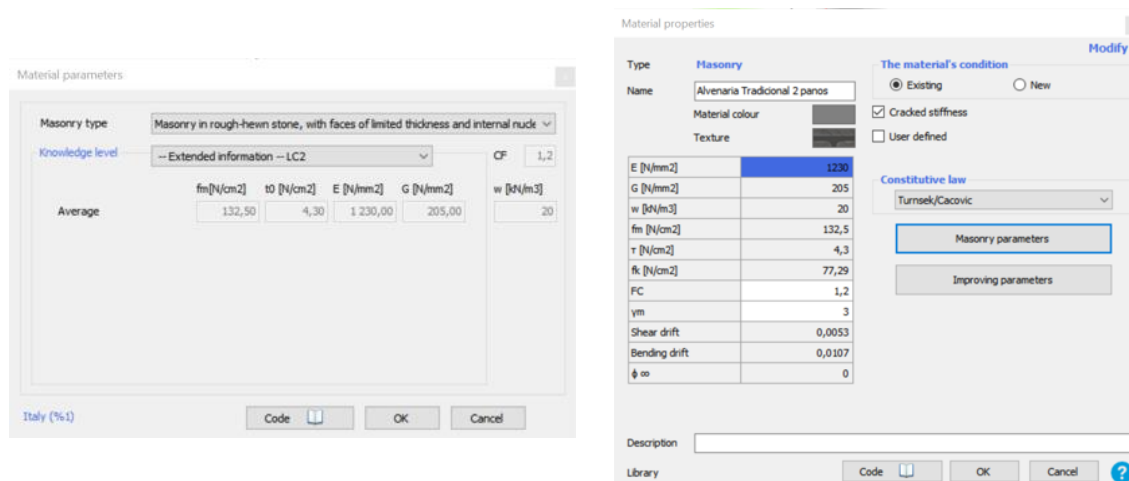 Material parameters
Masonry type Masonry in rough-hewn stone, with faces of limited thickness and internal nucle
Knowledge level -- Extended information -- LC2 CF 1,2
fm[N/cm2] t0 [N/cm2] E [N/mm2] G [N/mm2] w [kN/m3]
Average 132,50 4,30 1 230,00 205,00 20
Italy (%1) Code OK Cancel
Material properties
Modify
Type Masonry The material's condition
Name Alvenaria Tradicional 2 panos Existing New
Material colour Cracked stiffness
Texture User defined
E [N/mm2] 1230
G [N/mm2] 205 Constitutive law
w [kN/m3] 20 Turnsek/Cacovic
fm [N/cm2] 132,5 Masonry parameters
τ [N/cm2] 4,3
fk [N/cm2] 77,29 Improving parameters
FC 1,2
γm 3
Shear drift 0,0053
Bending drift 0,0107
ϕ ∞ 0
Description
Library Code OK Cancel ?